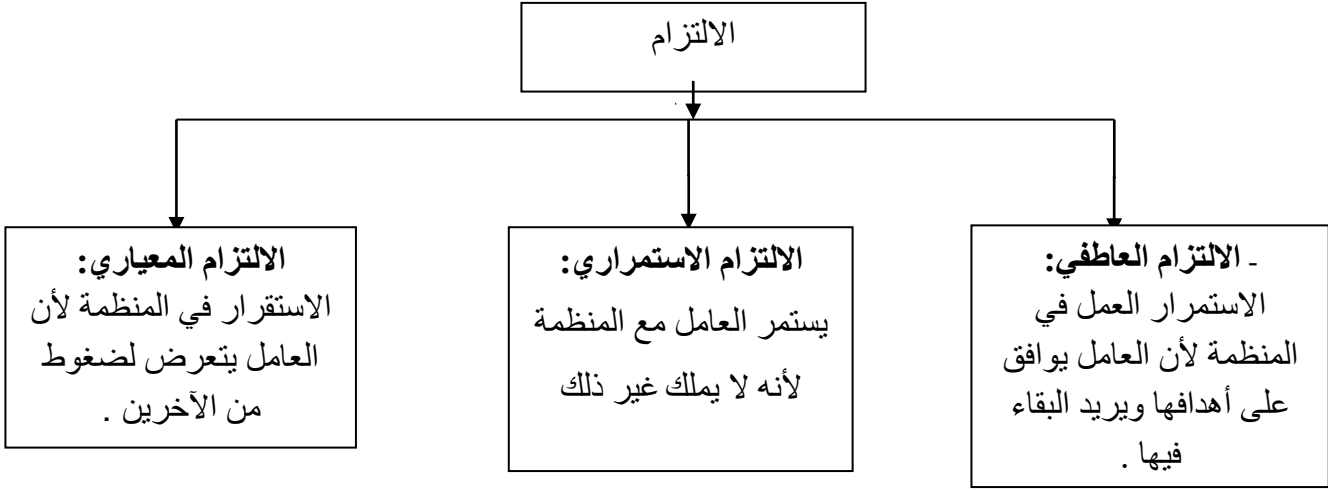 الالتزام
- الالتزام العاطفي:
الاستمرار العمل في
المنظمة لأن العامل يوافق
على أهدافها ويريد البقاء
فيها .
الالتزام الاستمراري:
يستمر العامل مع المنظمة
لأنه لا يملك غير ذلك
الالتزام المعياري:
الاستقرار في المنظمة لأن
العامل يتعرض لضغوط
من الآخرين .